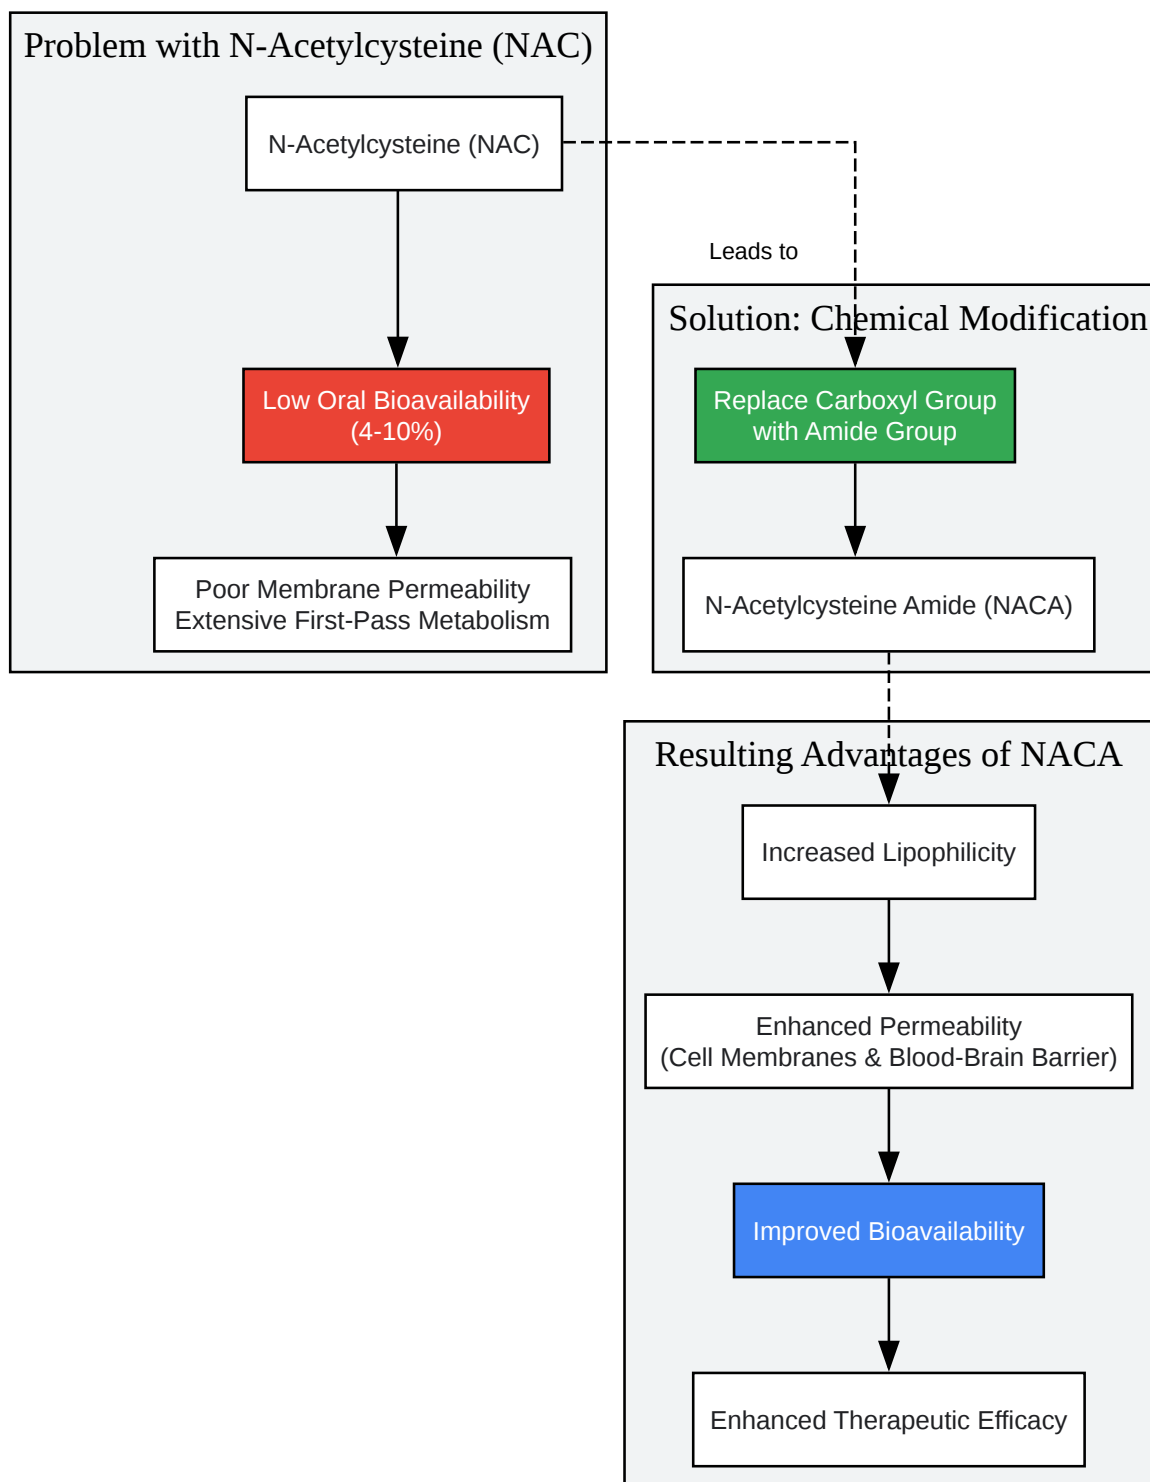 Problem with N-Acetylcysteine (NAC)
N-Acetylcysteine (NAC)
Low Oral Bioavailability
(4-10%)
Poor Membrane Permeability
Extensive First-Pass Metabolism
Leads to
Solution: Chemical Modification
Replace Carboxyl Group
with Amide Group
N-Acetylcysteine Amide (NACA)
Resulting Advantages of NACA
Increased Lipophilicity
Enhanced Permeability
(Cell Membranes & Blood-Brain Barrier)
Improved Bioavailability
Enhanced Therapeutic Efficacy